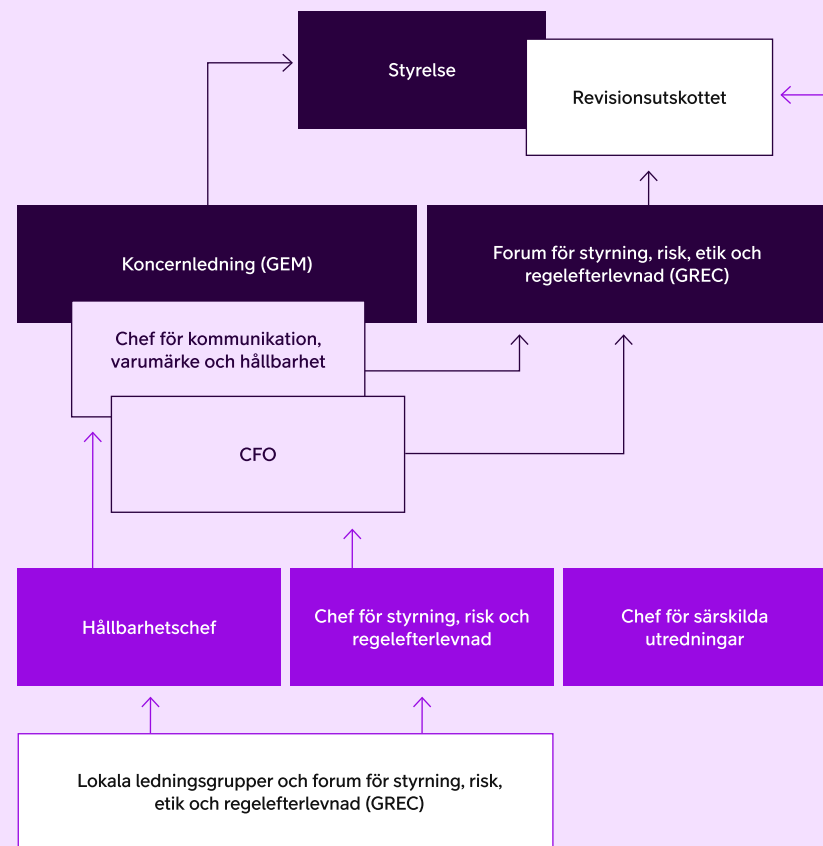 Styrelse
Revisionsutskottet
Koncernledning (GEM)
Forum för styrning, risk, etik och
regelefterlevnad (GREC)
Chef för kommunikation,
varumärke och hållbarhet
CFO
Hållbarhetschef
Chef för styrning, risk och
regelefterlevnad
Chef för särskilda
utredningar
Lokala ledningsgrupper och forum för styrning, risk,
etik och regelefterlevnad (GREC)